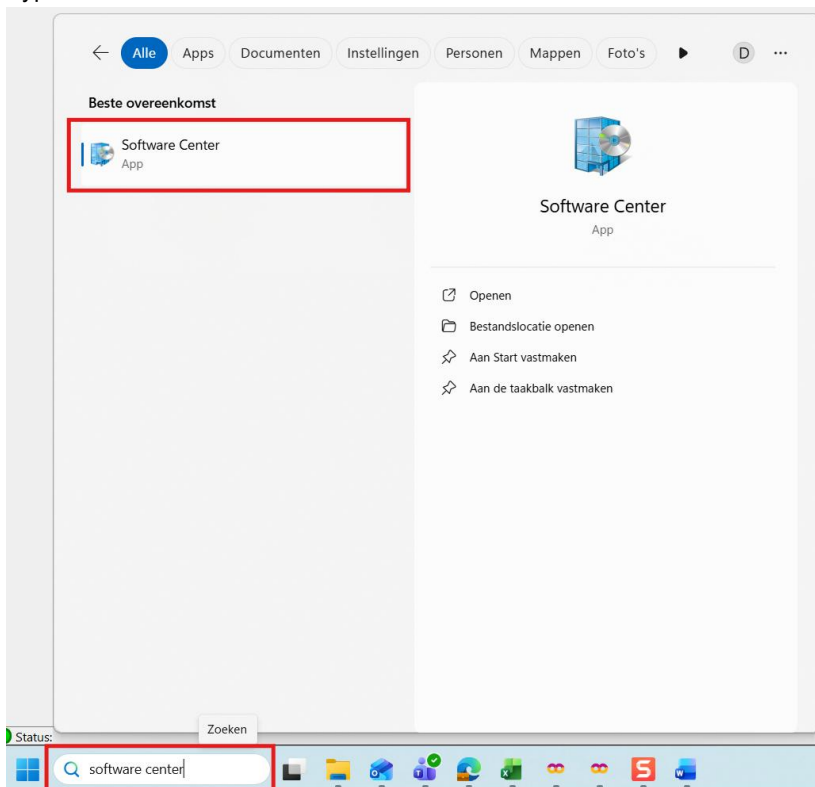 Alle Apps Documenten Instellingen Personen Mappen Foto's D ...
Beste overeenkomst
Software Center
App
Software Center
App
Openen
Bestandslocatie openen
Aan Start vastmaken
Aan de taakbalk vastmaken
Zoeken
Status:
software center